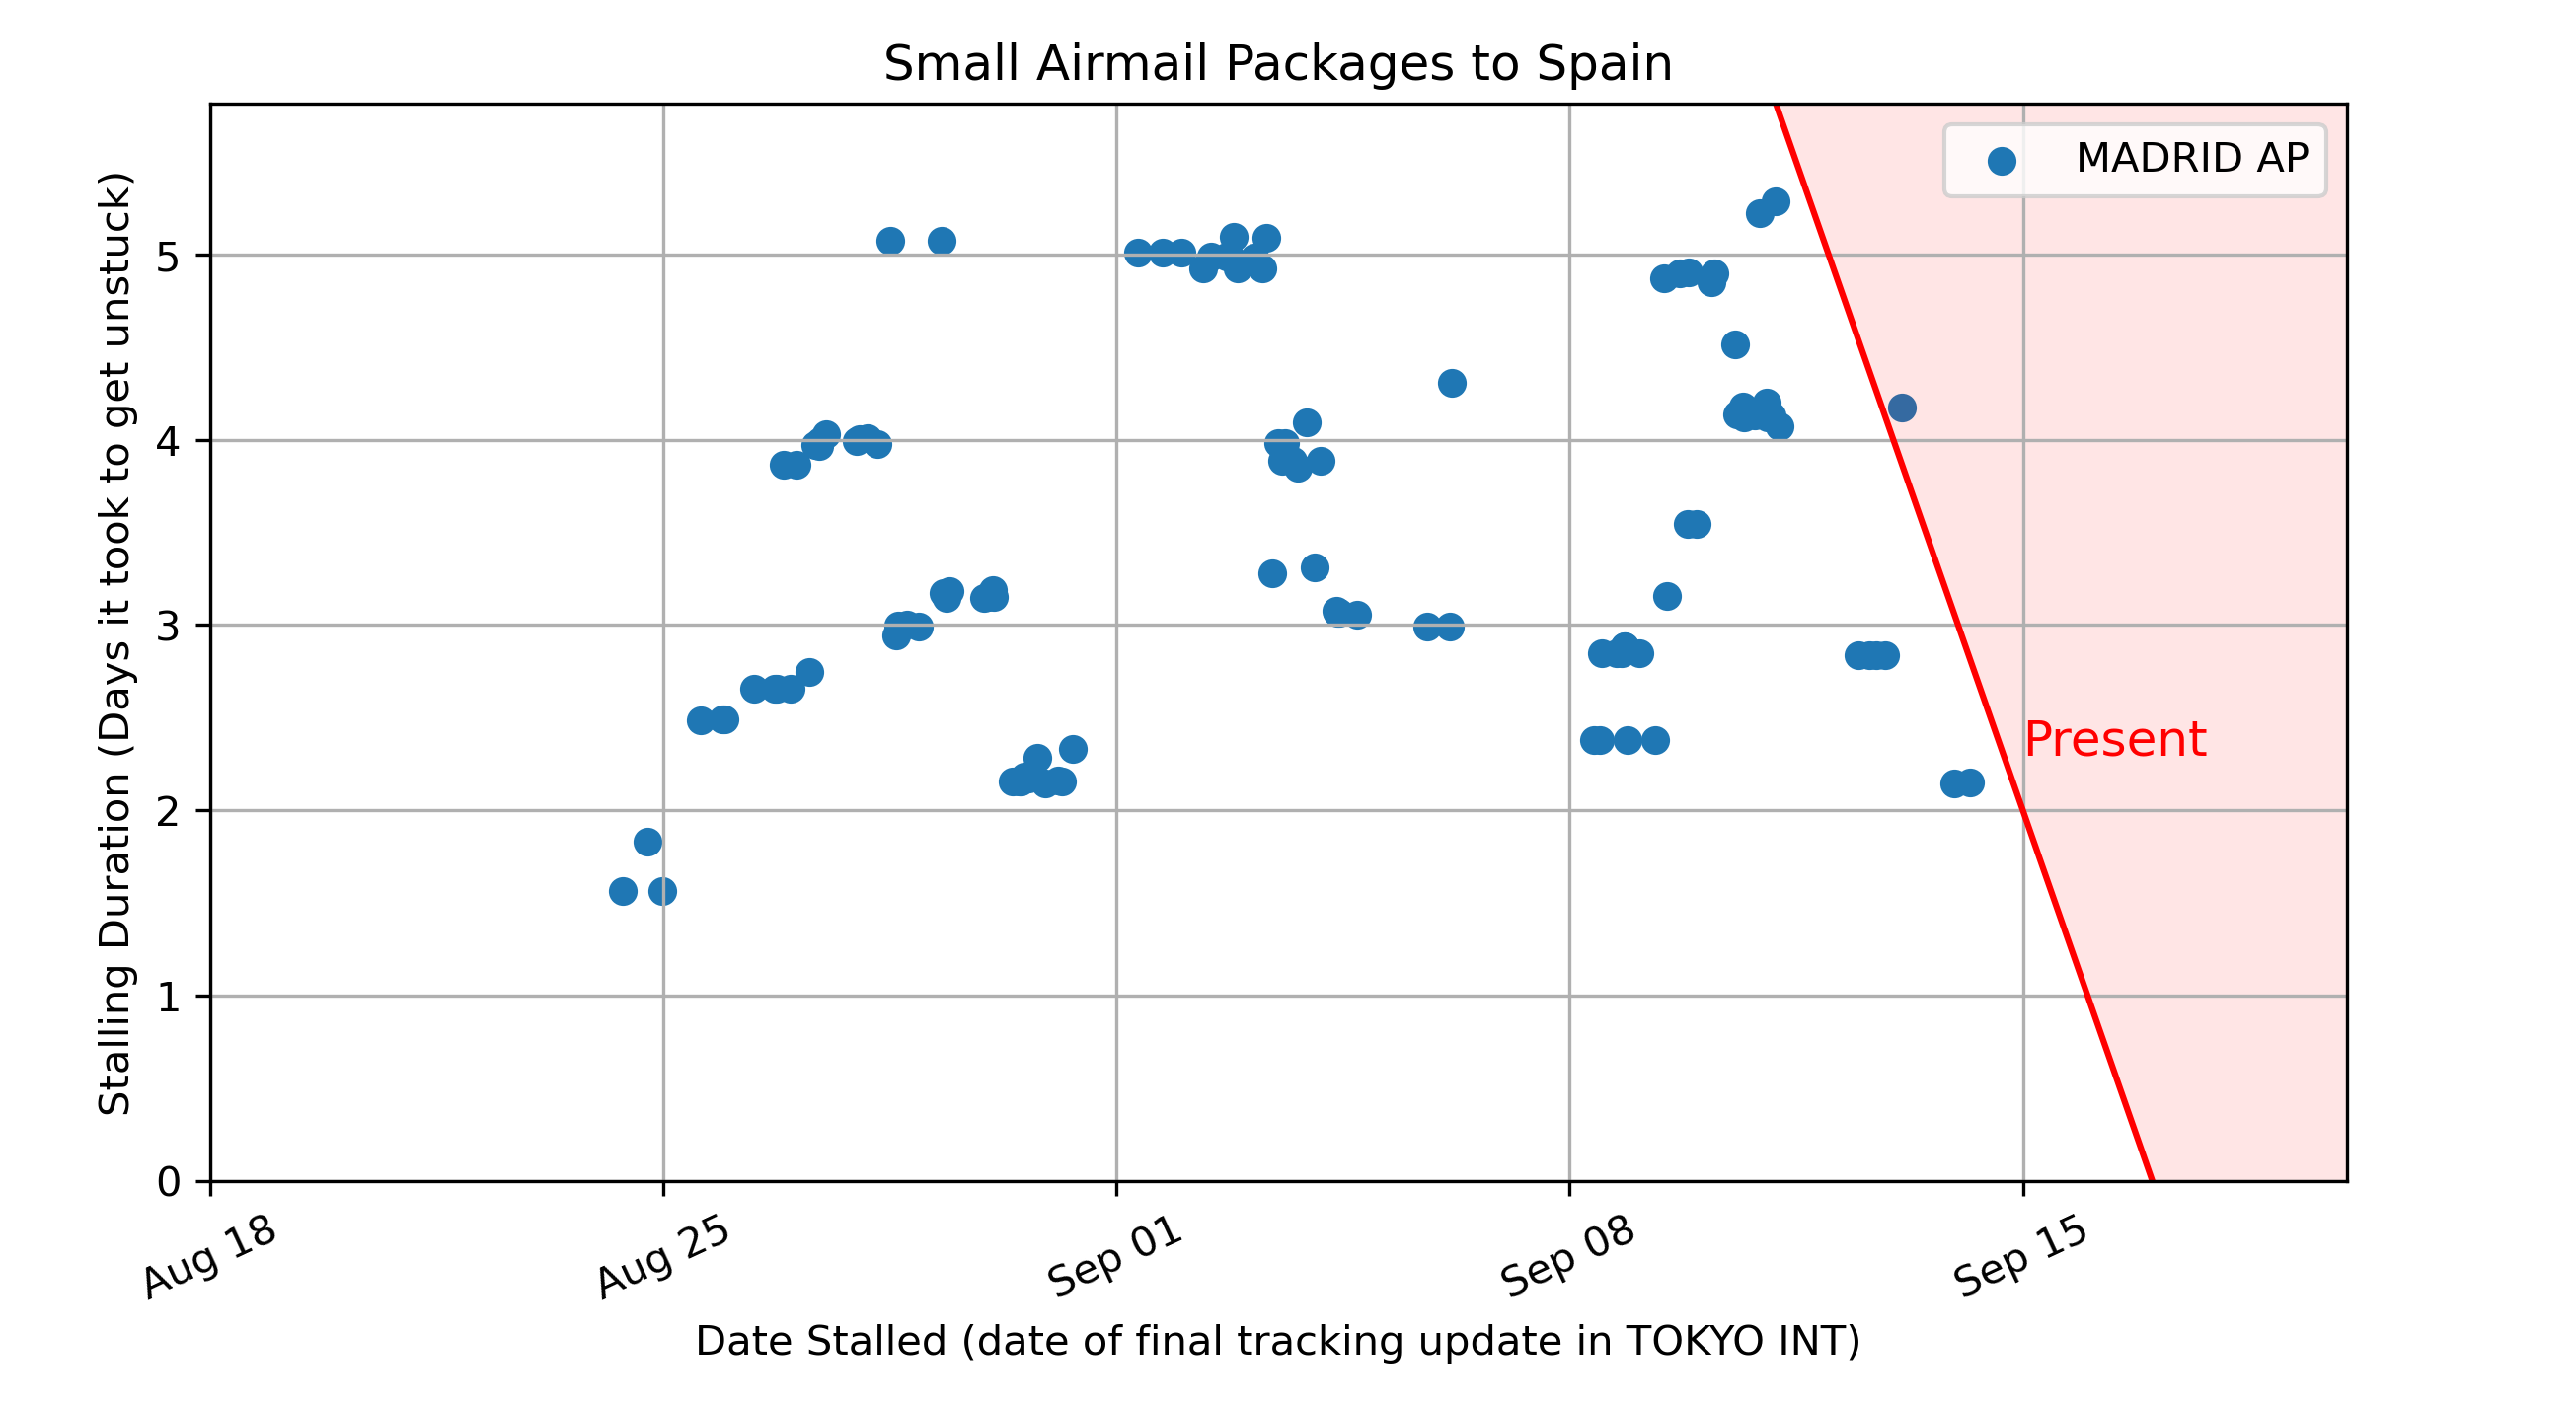 Small Airmail Packages to Spain
MADRID AP
Stalling Duration (Days it took to get unstuck)
5
4
3
2
1
0
Present
Aug 18
Aug 25
Sep 01
Sep 08
Sep 15
Date Stalled (date of final tracking update in TOKYO INT)